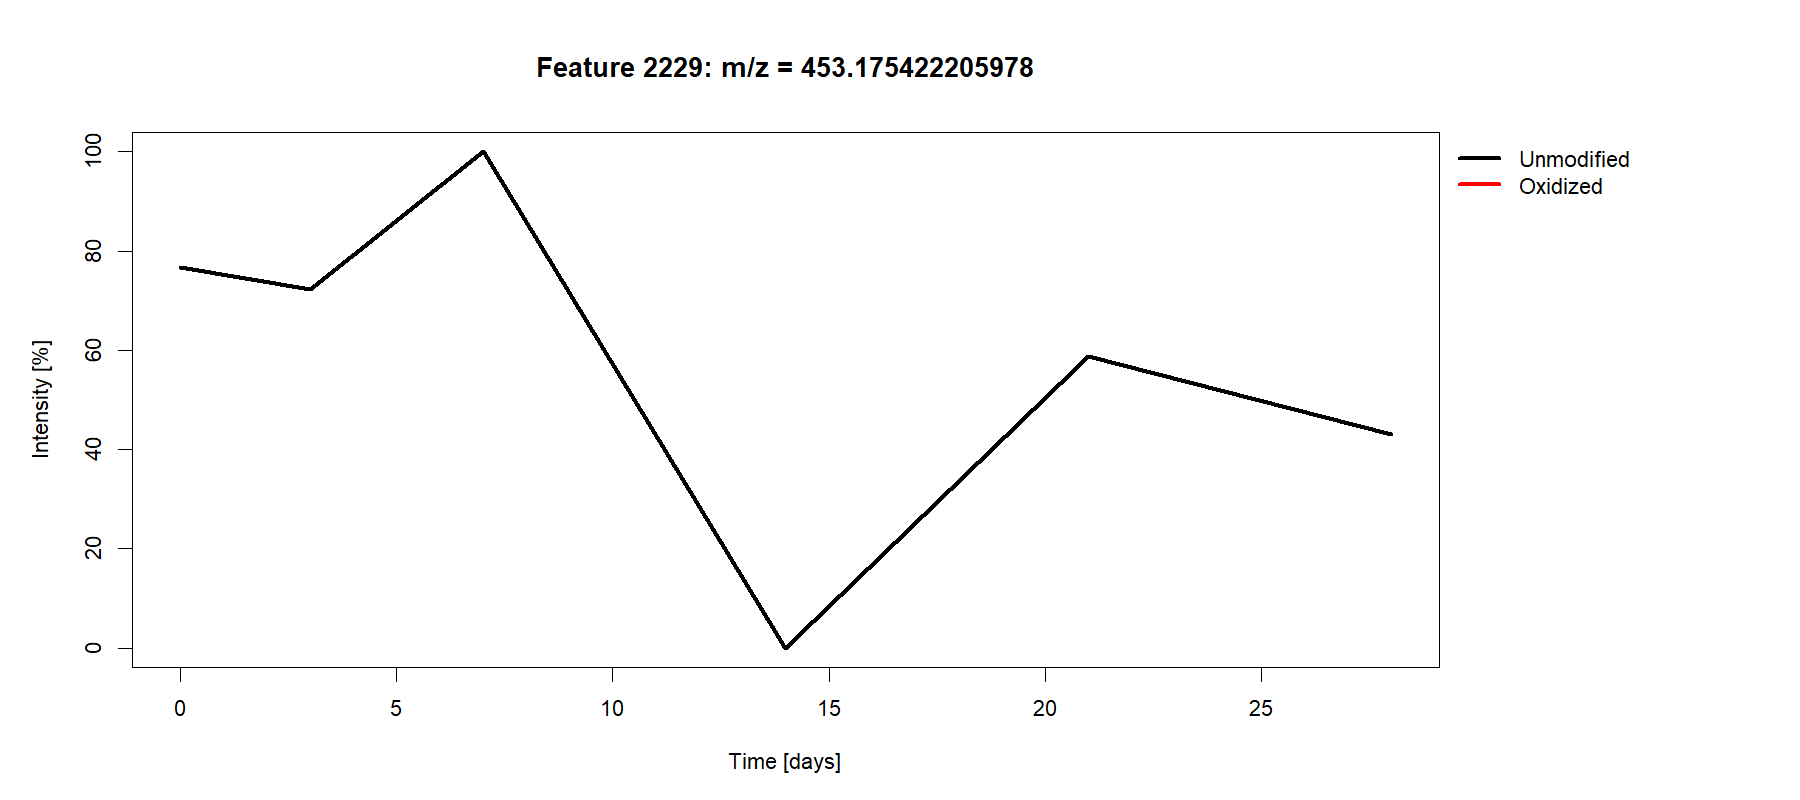 Feature 2229: m/z = 453.175422205978
Unmodified
Oxidized
Intensity [%]
100
80
60
40
20
0
0 5 10 15 20 25
Time [days]